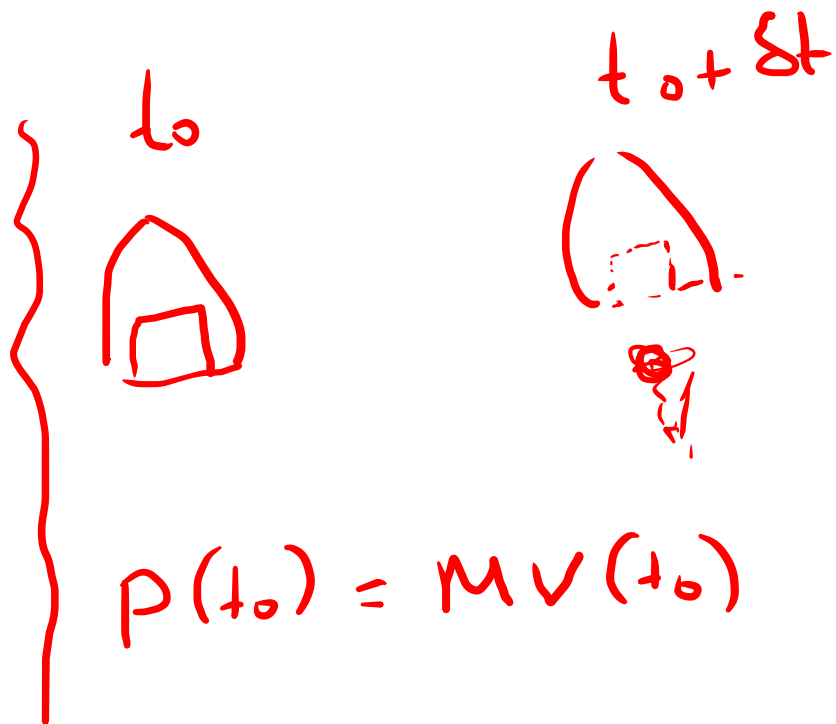 t₀
t₀ + δt
p(t₀) = MV(t₀)